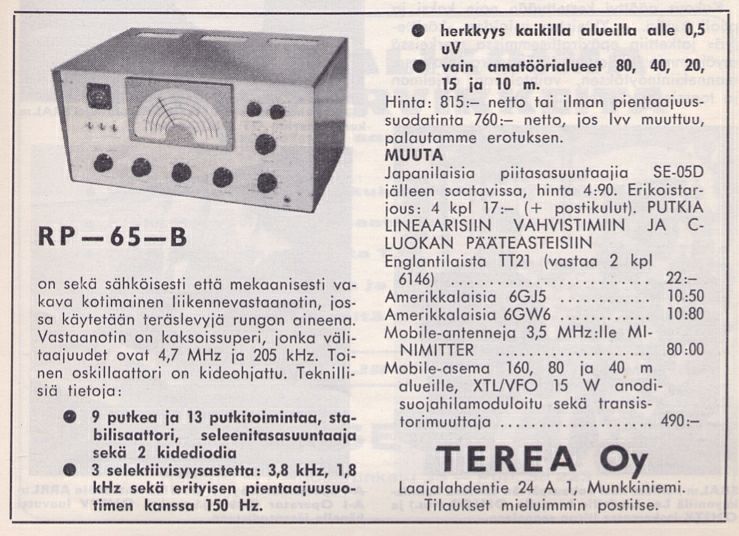 RP—65—B
on sekä sähköisesti että mekaanisesti va-
kava kotimainen liikennevastaanotin, jos-
sa käytetään teräslevyjä rungon aineena.
Vastaanotin on kaksoissuperi, jonka väli-
taajuudet ovat 4,7 MHz ja 205 kHz. Toi-
nen oskillaattori on kideohjattu. Teknilli-
siä tietoja:
● 9 putkea ja 13 putkitoimintaa, sta-
bilisaattori, seleenitasasuuntaaja
sekä 2 kidediodia
● 3 selektiivisyysastetta: 3,8 kHz, 1,8
kHz sekä erityisen pientaajuusuo-
timen kanssa 150 Hz.
● herkkyys kaikilla alueilla alle 0,5
uV
● vain amatöörialueet 80, 40, 20,
15 ja 10 m.
Hinta: 815:— netto tai ilman pientaajuus-
suodatinta 760:— netto, jos lvv muuttuu,
palautamme erotuksen.
MUUTA
Japanilaisia piitasasuuntaajia SE-05D
jälleen saatavissa, hinta 4:90. Erikoistar-
jous: 4 kpl 17:— (+ postikulut). PUTKIA
LINEAARISIIN VAHVISTIMIIN JA C-
LUOKAN PÄÄTEASTEISIIN
Englantilaista TT21 (vastaa 2 kpl
6146) .................... 22:—
Amerikkalaisia 6GJ5 ............ 10:50
Amerikkalaisia 6GW6 ............ 10:80
Mobile-antenneja 3,5 MHz:lle MI-
NIMITTER .................... 80:00
Mobile-asema 160, 80 ja 40 m
alueille, XTL/VFO 15 W anodi-
suojahilamoduloitu sekä transis-
torimuuttaja .................... 490:—
TEREA Oy
Laajalahdentie 24 A 1, Munkkiniemi.
Tilaukset mieluimmin postitse.